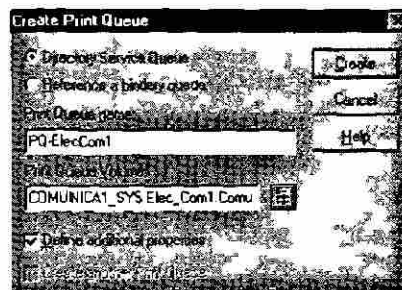 Create Print Queue
Directory Service Queue
Reference a bindery queue
Print Queue name:
PQ-ElecCom1
Print Queue Volume:
COMUNICA1_SYS.Elec_Com1.Comu
Define additional properties
Create
Cancel
Help